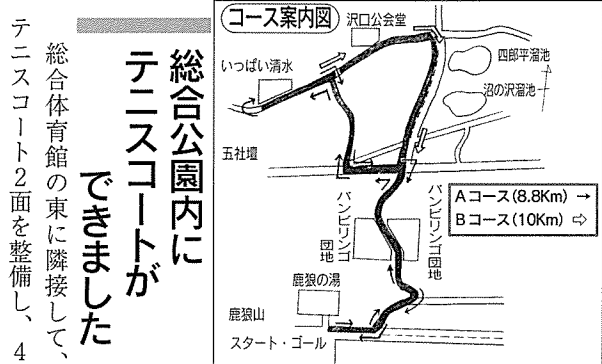 総合公園内に
テニスコートが
できました
総合体育館の東に隣接して、
テニスコート2面を整備し、4
コース案内図
沢口公会堂
四郎平溜池
いっぱい清水
沼の沢溜池
五社壇
Aコース(8.8Km) →
Bコース(10Km) ⇨
バンビリンゴ団地
バンビリンゴ団地
鹿狼の湯
鹿狼山
スタート・ゴール